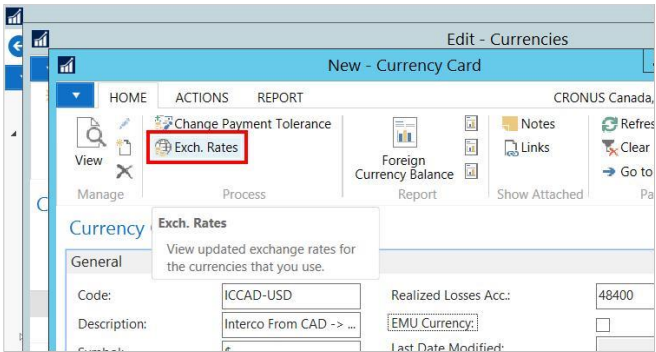 Edit - Currencies
New - Currency Card
HOME ACTIONS REPORT CRONUS Canada,
View
Change Payment Tolerance
Exch. Rates
Foreign
Currency Balance
Notes
Links
Refres
Clear
Go to
Manage Process Report Show Attached Pa
Currency
Exch. Rates
View updated exchange rates for
the currencies that you use.
General
Code: ICCAD-USD Realized Losses Acc.: 48400
Description: Interco From CAD -> ... EMU Currency:
Last Date Modified: